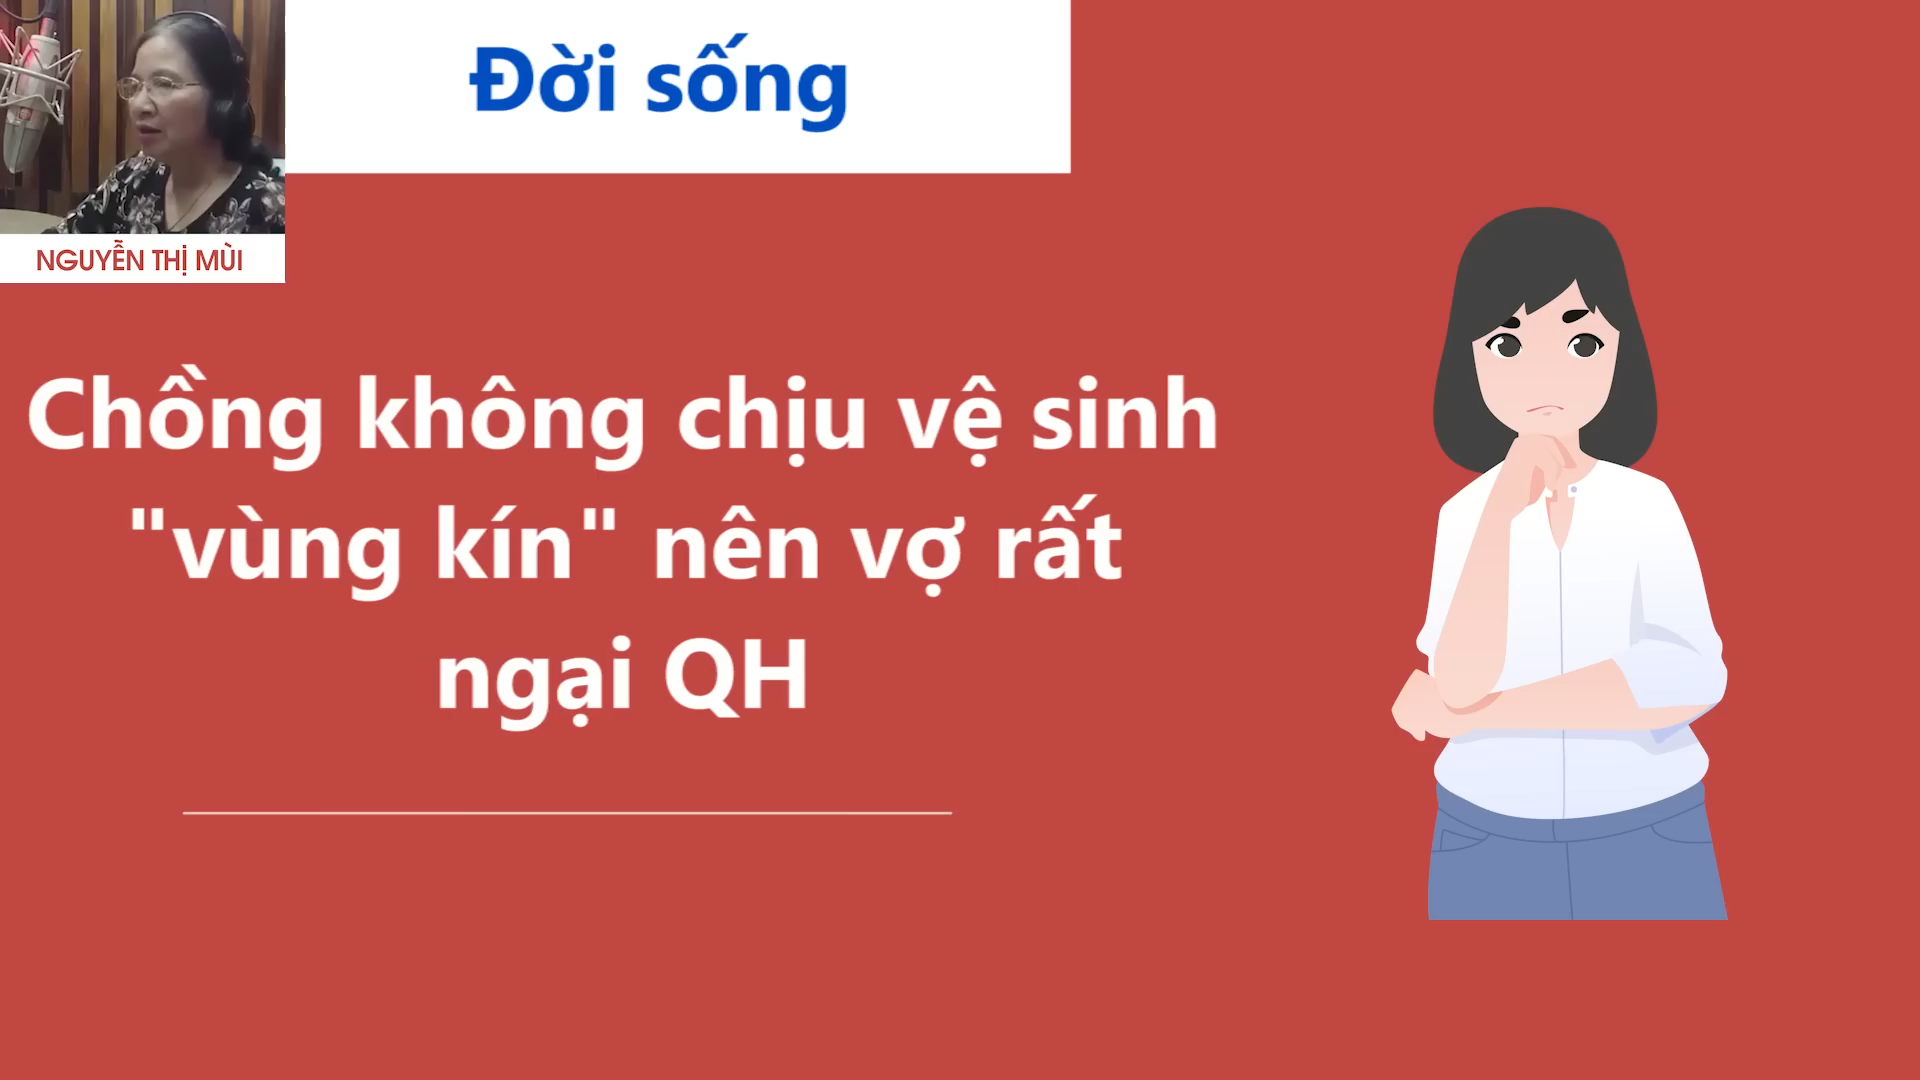 Đời sống
NGUYỄN THỊ MÙI
Chồng không chịu vệ sinh
"vùng kín" nên vợ rất
ngại QH